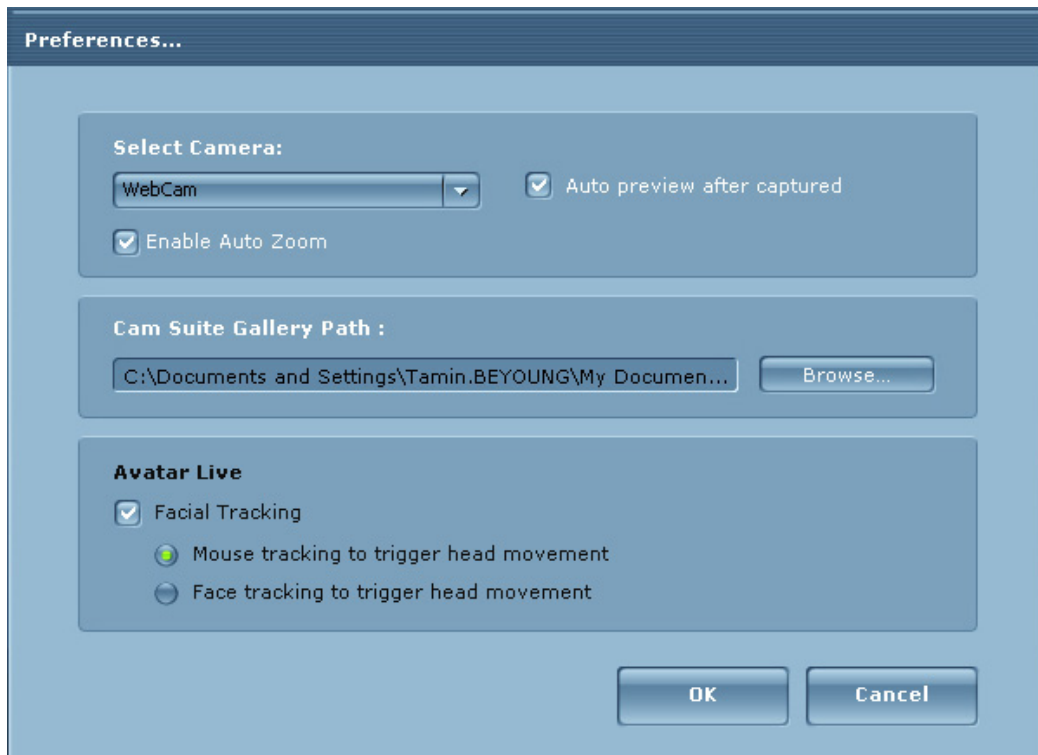 Preferences...
Select Camera:
WebCam
Auto preview after captured
Enable Auto Zoom
Cam Suite Gallery Path :
C:\Documents and Settings\Tamin.BEYOUNG\My Documen...
Browse...
Avatar Live
Facial Tracking
Mouse tracking to trigger head movement
Face tracking to trigger head movement
OK
Cancel